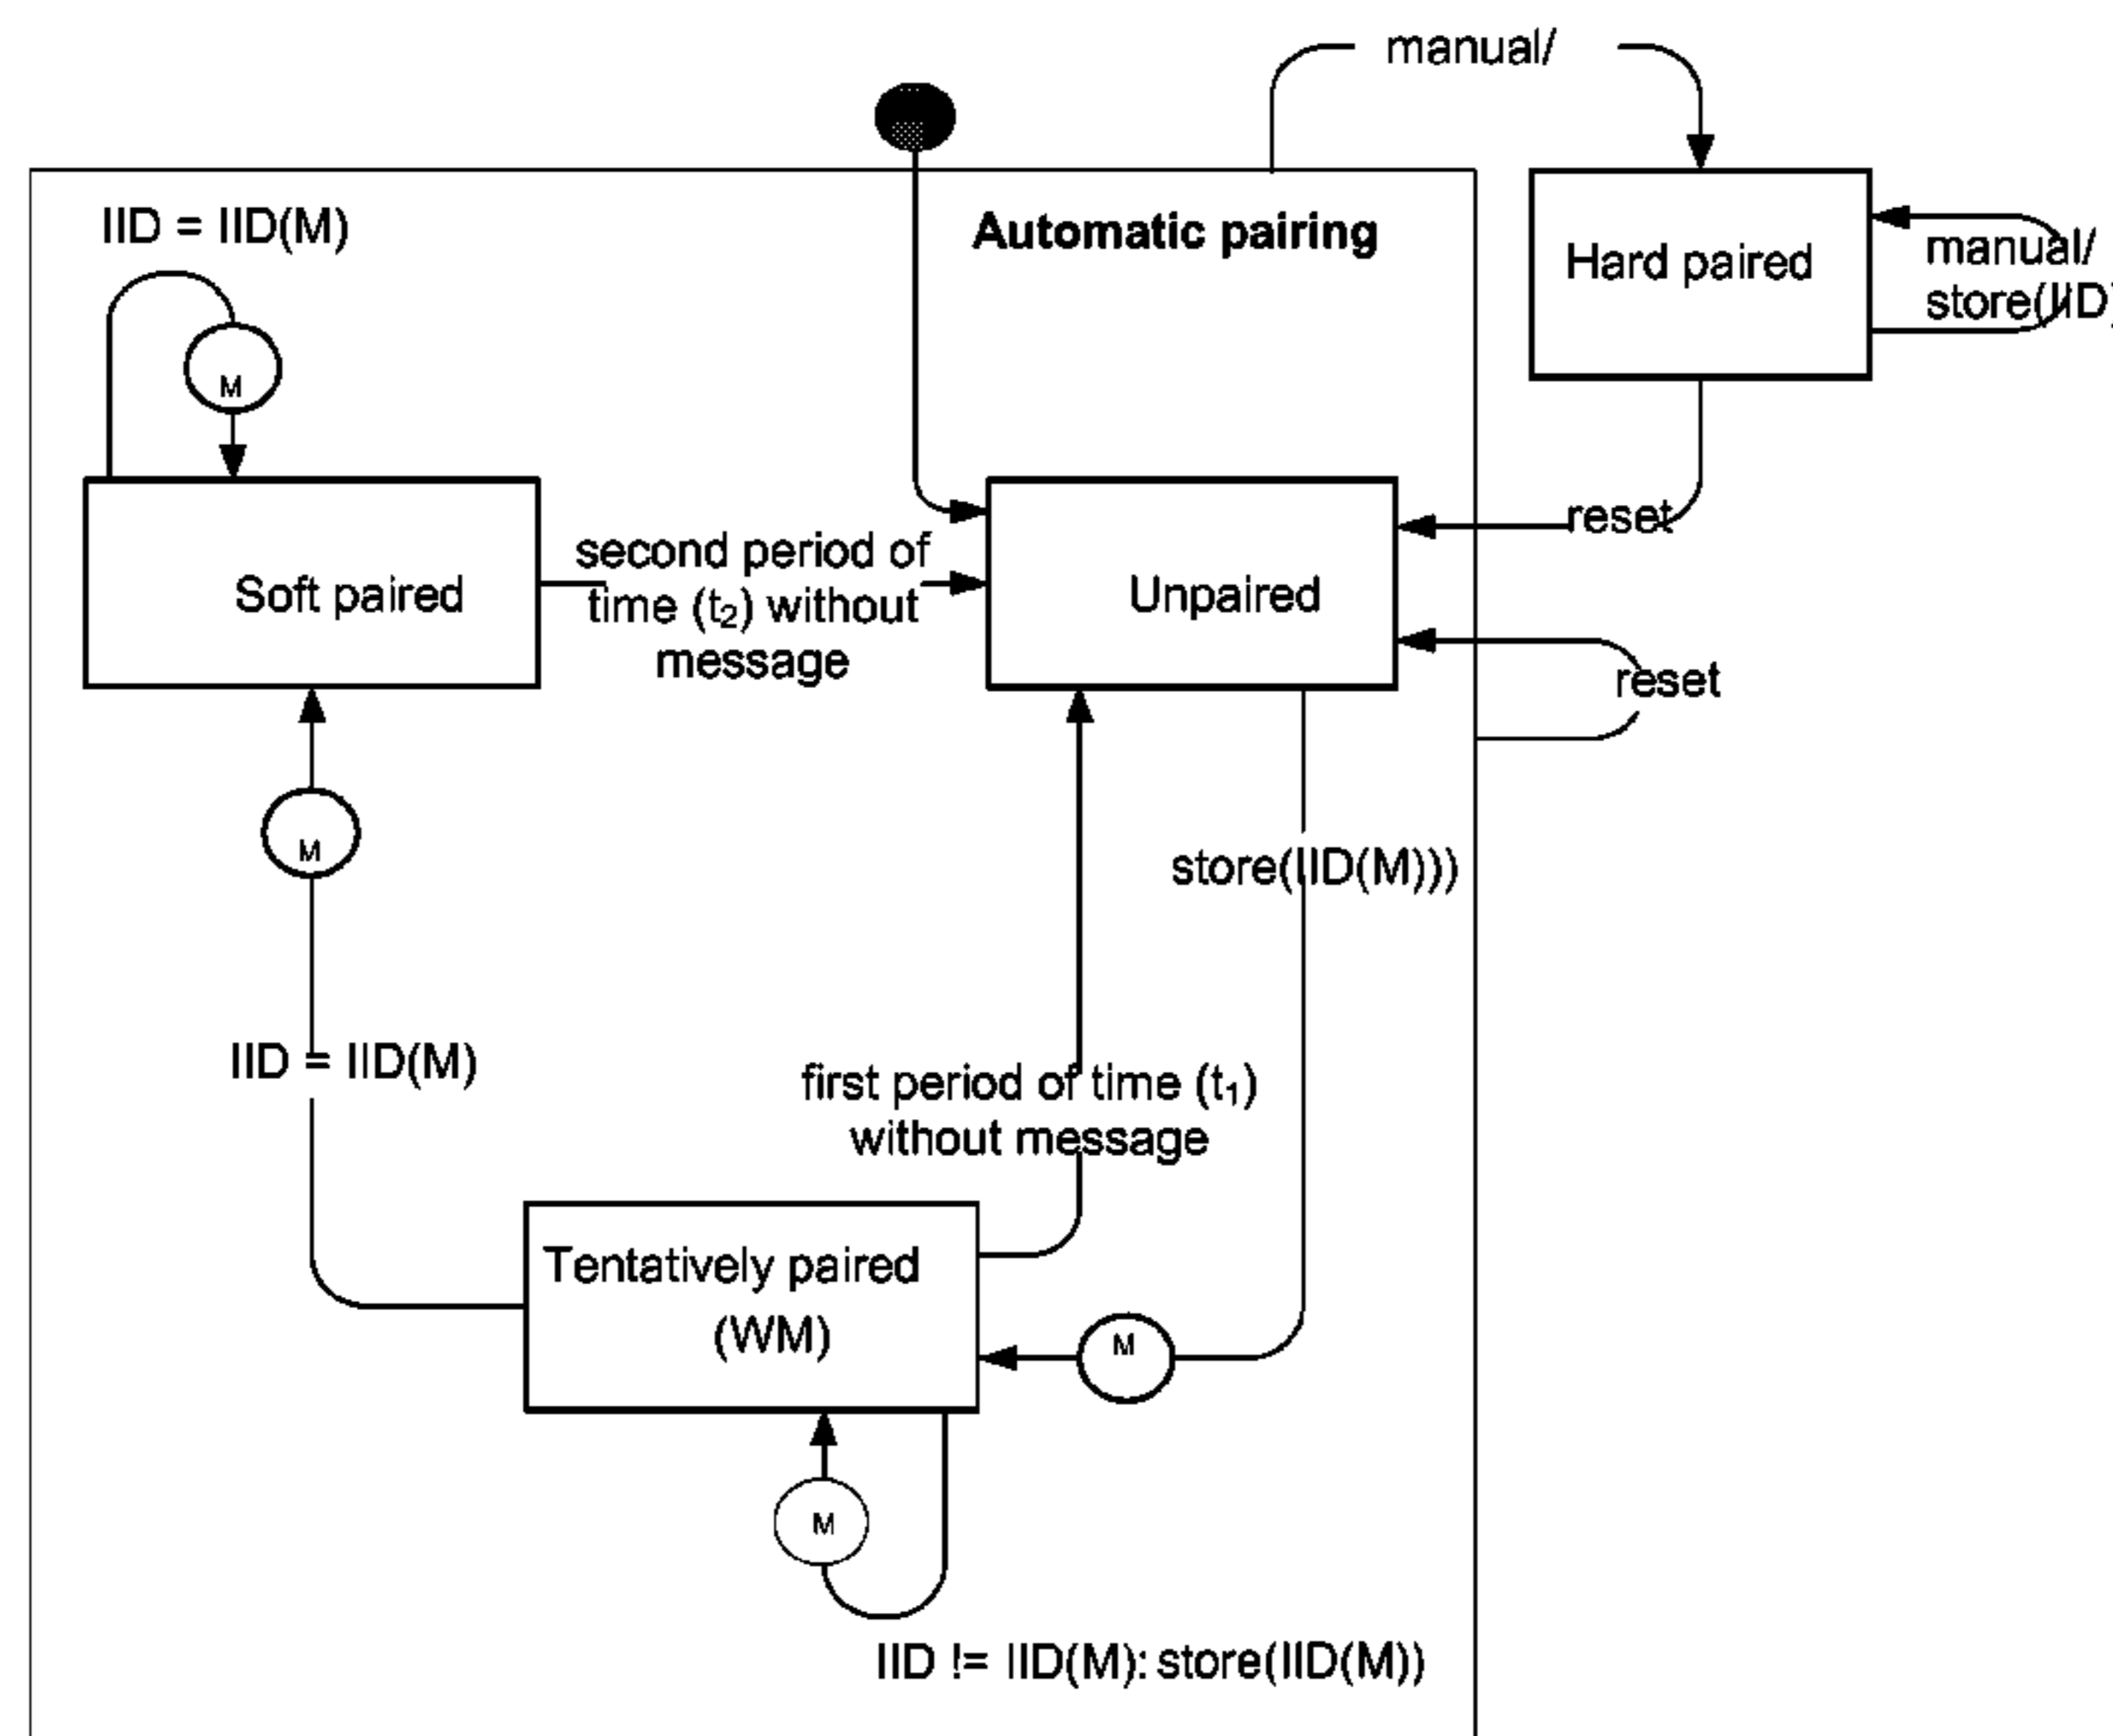 manual/
IID = IID(M)
Automatic pairing
Hard paired
manual/
store(IID)
M
reset
second period of
time (t₂) without
message
Soft paired
Unpaired
reset
M
store(IID(M)))
IID = IID(M)
first period of time (t₁)
without message
Tentatively paired
(WM)
M
M
IID != IID(M): store(IID(M))